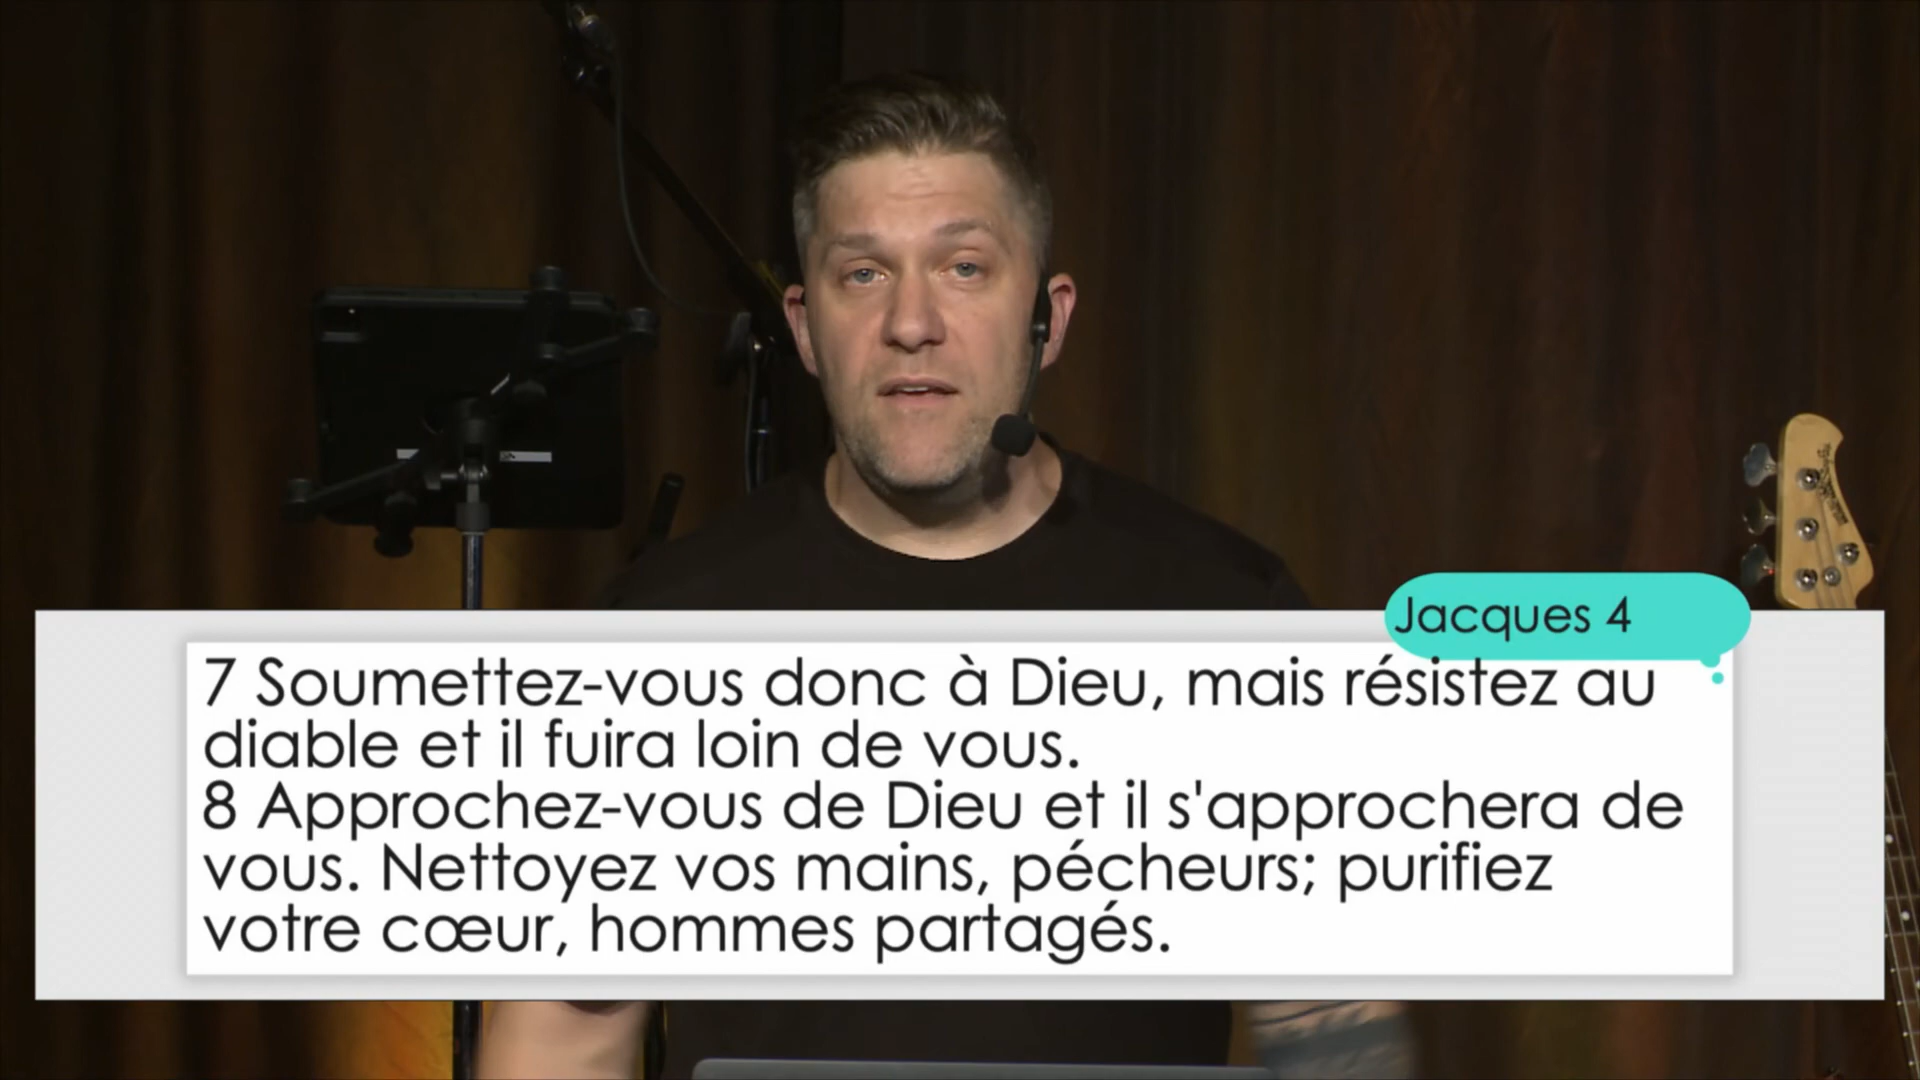 Jacques 4
7 Soumettez-vous donc à Dieu, mais résistez au
diable et il fuira loin de vous.
8 Approchez-vous de Dieu et il s'approchera de
vous. Nettoyez vos mains, pécheurs; purifiez
votre cœur, hommes partagés.